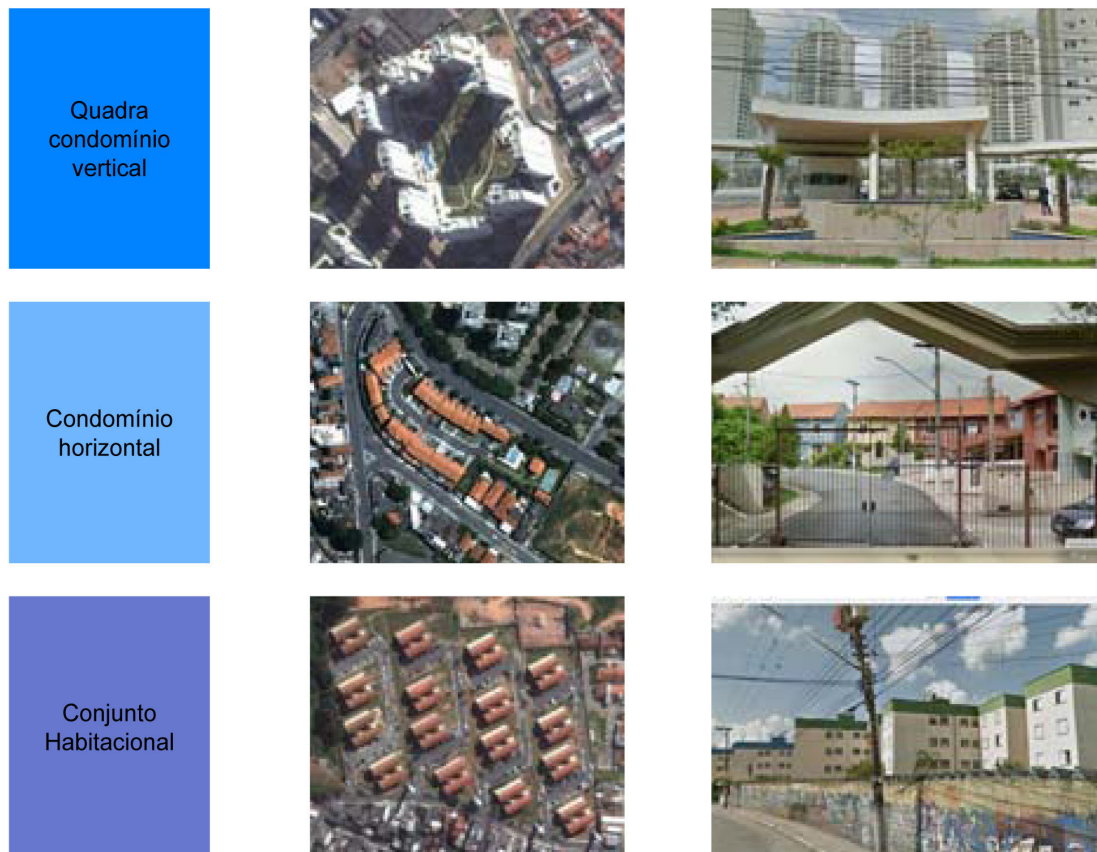 Quadra
condomínio
vertical
Condomínio
horizontal
Conjunto
Habitacional